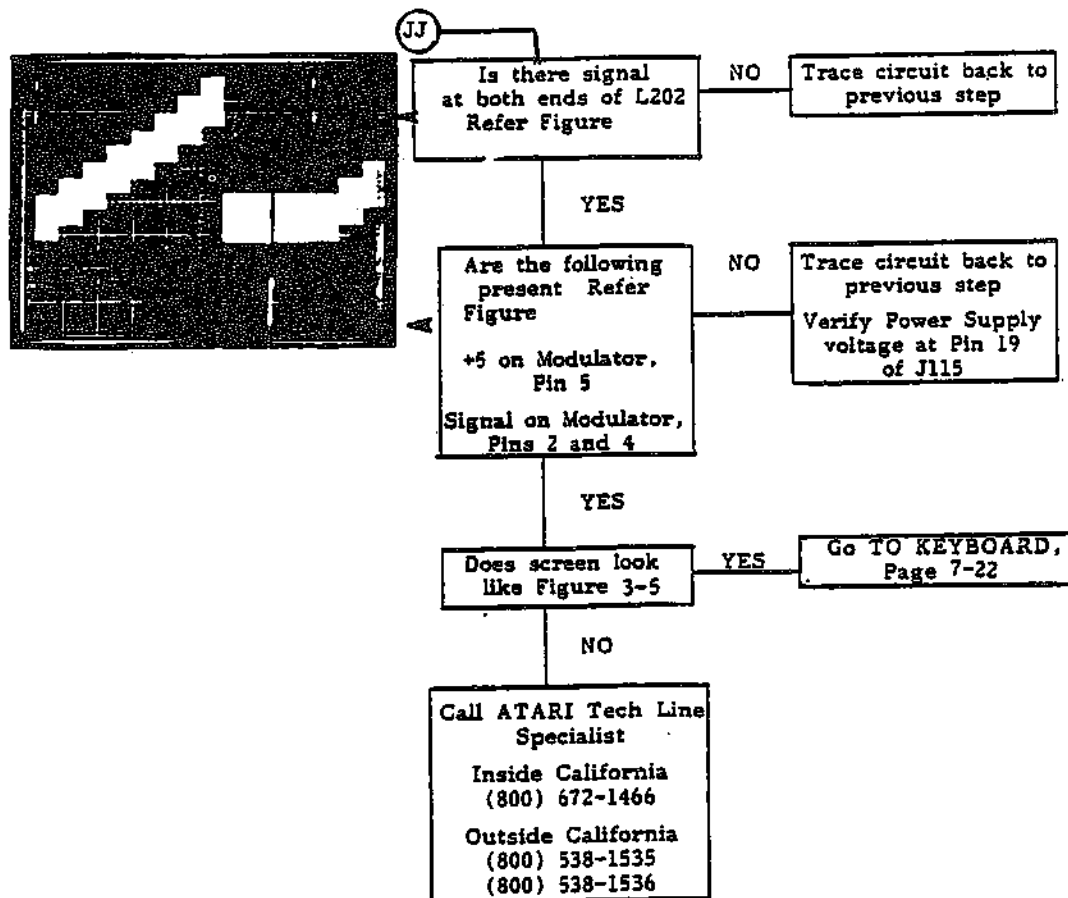 JJ
Is there signal
at both ends of L202
Refer Figure
NO
Trace circuit back to
previous step
YES
Are the following
present Refer
Figure
+5 on Modulator,
Pin 5
Signal on Modulator,
Pins 2 and 4
NO
Trace circuit back to
previous step
Verify Power Supply
voltage at Pin 19
of J115
YES
Does screen look
like Figure 3-5
YES
Go TO KEYBOARD,
Page 7-22
NO
Call ATARI Tech Line
Specialist
Inside California
(800) 672-1466
Outside California
(800) 538-1535
(800) 538-1536